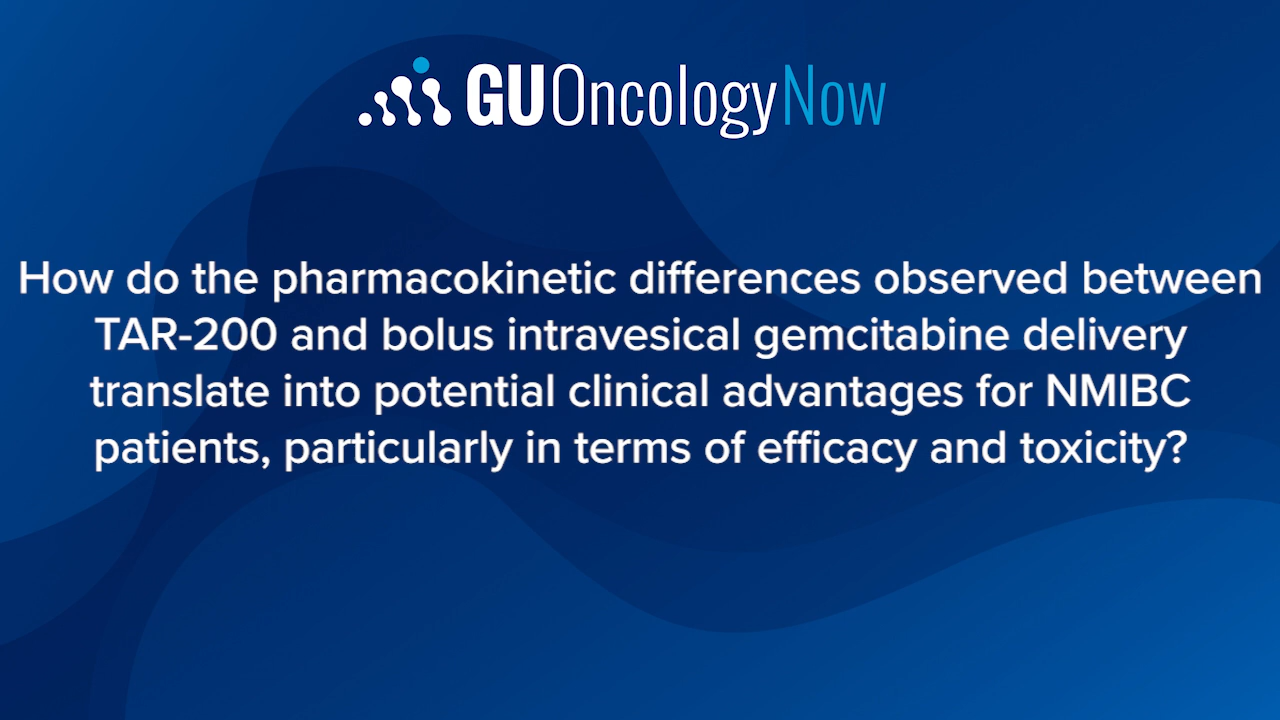 GUOncologyNow
How do the pharmacokinetic differences observed between
TAR-200 and bolus intravesical gemcitabine delivery
translate into potential clinical advantages for NMIBC
patients, particularly in terms of efficacy and toxicity?